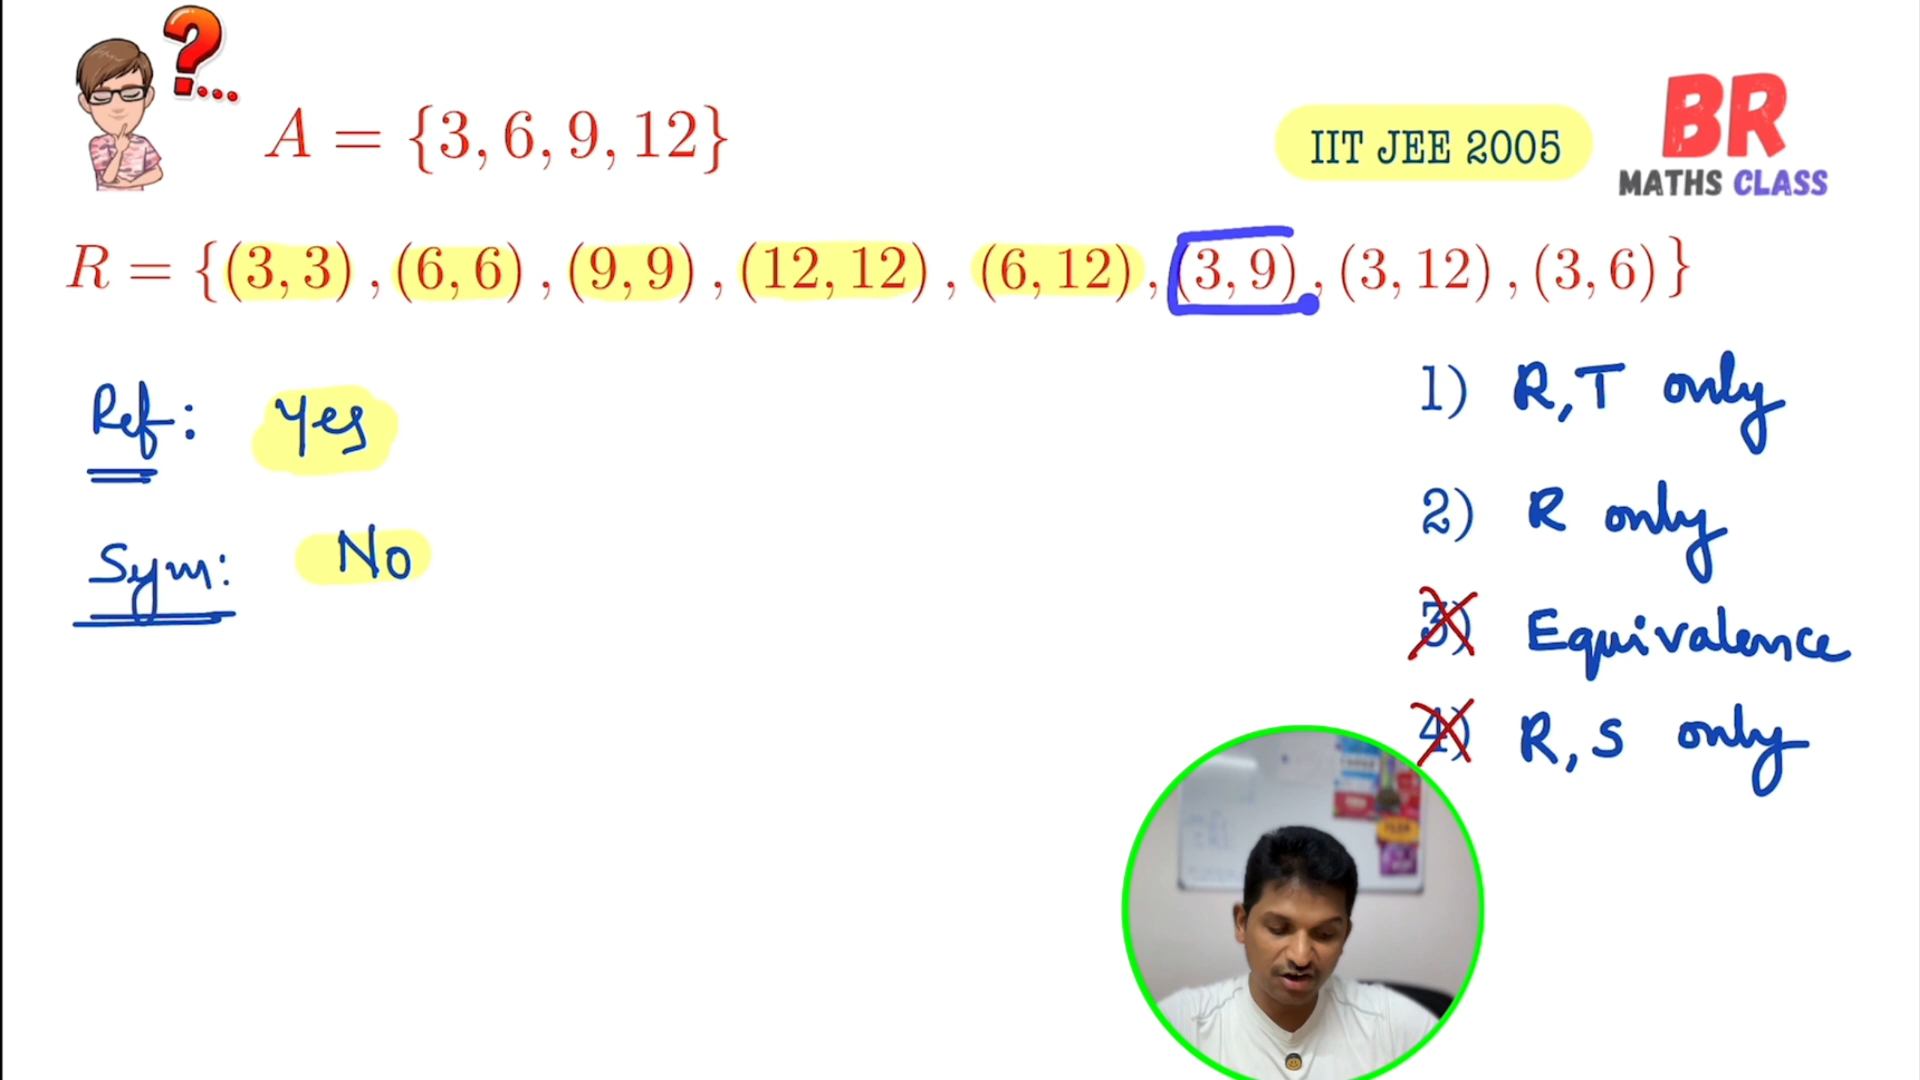 A = {3, 6, 9, 12}
IIT JEE 2005
BR
MATHS CLASS
R = {(3, 3) , (6, 6) , (9, 9) , (12, 12) , (6, 12) , (3, 9) , (3, 12) , (3, 6)}
Ref: Yes
Sym: No
1) R,T only
2) R only
3) Equivalence
4) R,S only